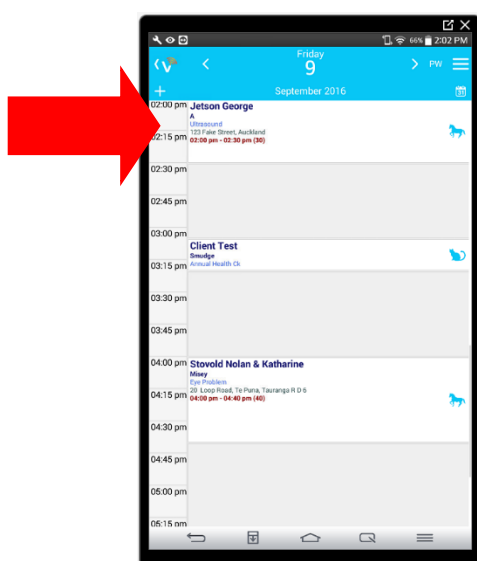 66% 2:02 PM
Friday
9
PW
September 2016
31
02:00 pm
Jetson George
A
Ultrasound
123 Fake Street, Auckland
02:15 pm
02:00 pm - 02:30 pm (30)
02:30 pm
02:45 pm
03:00 pm
Client Test
Smudge
03:15 pm
Annual Health Ck
03:30 pm
03:45 pm
04:00 pm
Stovold Nolan & Katharine
Misey
Eye Problem
20 Loop Road, Te Puna, Tauranga R D 6
04:15 pm
04:00 pm - 04:40 pm (40)
04:30 pm
04:45 pm
05:00 pm
05:15 pm